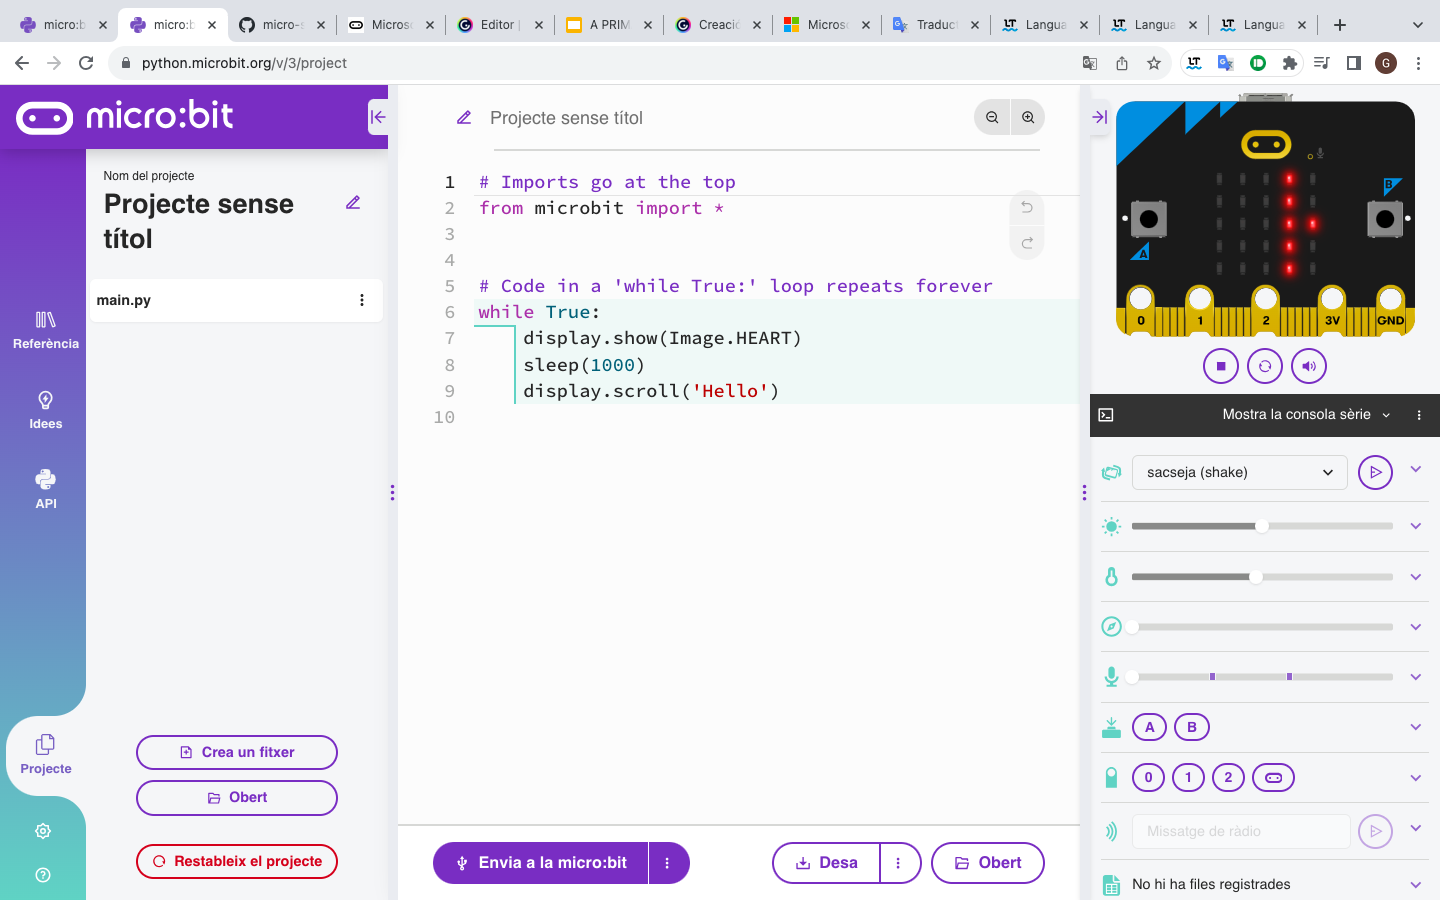 micro:b
micro:b
micro-s
Microso
Editor |
A PRIM
Creació
Microso
Traduct
Langua
Langua
Langua
python.microbit.org/v/3/project
G
micro:bit
Nom del projecte
Projecte sense
títol
main.py
Referència
Idees
API
Projecte
Crea un fitxer
Obert
Restableix el projecte
Projecte sense títol
1 # Imports go at the top
2 from microbit import *
3
4
5 # Code in a 'while True:' loop repeats forever
6 while True:
7 display.show(Image.HEART)
8 sleep(1000)
9 display.scroll('Hello')
10
Envia a la micro:bit
Desa
Obert
A
B
0 1 2 3V GND
Mostra la consola sèrie
sacseja (shake)
A B
0 1 2
Missatge de ràdio
No hi ha files registrades